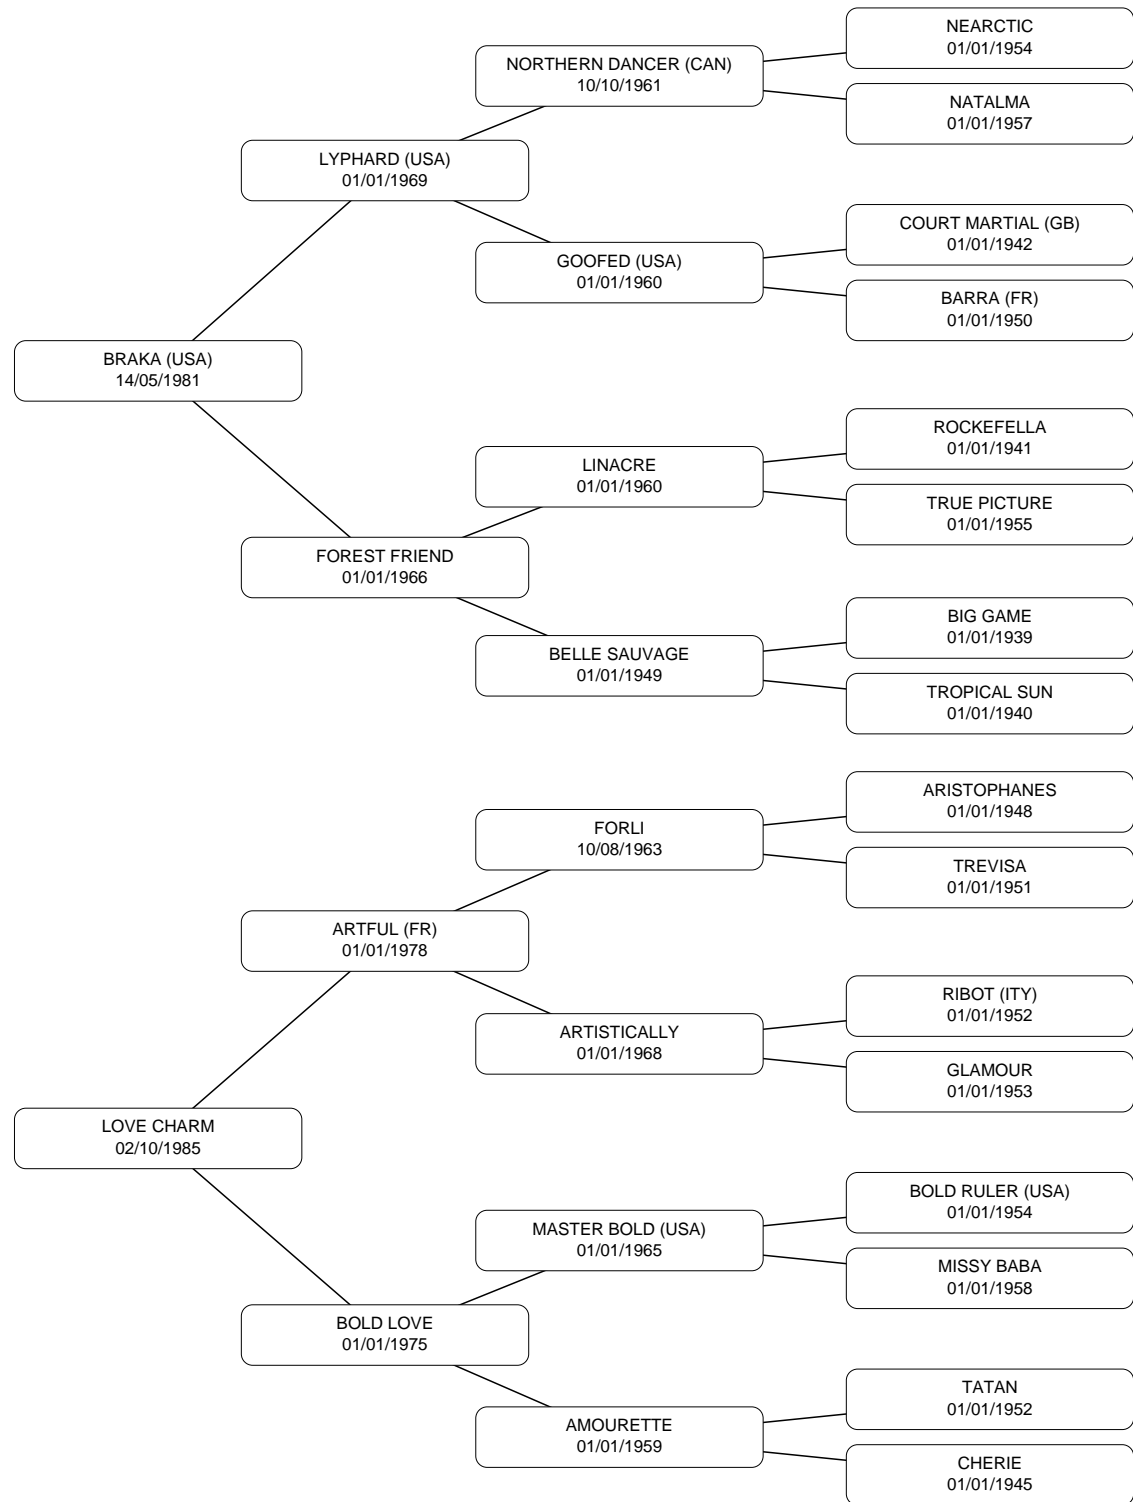 NEARCTIC
01/01/1954
NORTHERN DANCER (CAN)
10/10/1961
NATALMA
01/01/1957
LYPHARD (USA)
01/01/1969
COURT MARTIAL (GB)
01/01/1942
GOOFED (USA)
01/01/1960
BARRA (FR)
01/01/1950
BRAKA (USA)
14/05/1981
ROCKEFELLA
01/01/1941
LINACRE
01/01/1960
TRUE PICTURE
01/01/1955
FOREST FRIEND
01/01/1966
BIG GAME
01/01/1939
BELLE SAUVAGE
01/01/1949
TROPICAL SUN
01/01/1940
ARISTOPHANES
01/01/1948
FORLI
10/08/1963
TREVISA
01/01/1951
ARTFUL (FR)
01/01/1978
RIBOT (ITY)
01/01/1952
ARTISTICALLY
01/01/1968
GLAMOUR
01/01/1953
LOVE CHARM
02/10/1985
BOLD RULER (USA)
01/01/1954
MASTER BOLD (USA)
01/01/1965
MISSY BABA
01/01/1958
BOLD LOVE
01/01/1975
TATAN
01/01/1952
AMOURETTE
01/01/1959
CHERIE
01/01/1945